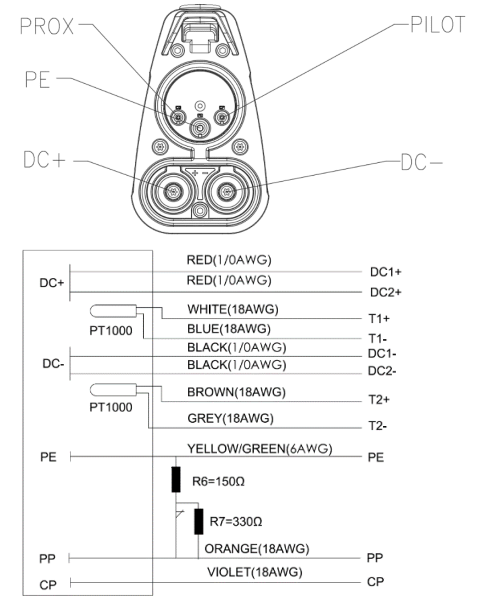 PROX
PILOT
PE
DC+
DC-
+ -
RED(1/0AWG)
DC1+
DC+
RED(1/0AWG)
DC2+
WHITE(18AWG)
T1+
PT1000
BLUE(18AWG)
T1-
BLACK(1/0AWG)
DC1-
DC-
BLACK(1/0AWG)
DC2-
BROWN(18AWG)
T2+
PT1000
GREY(18AWG)
T2-
YELLOW/GREEN(6AWG)
PE
PE
R6=150Ω
R7=330Ω
ORANGE(18AWG)
PP
PP
VIOLET(18AWG)
CP
CP